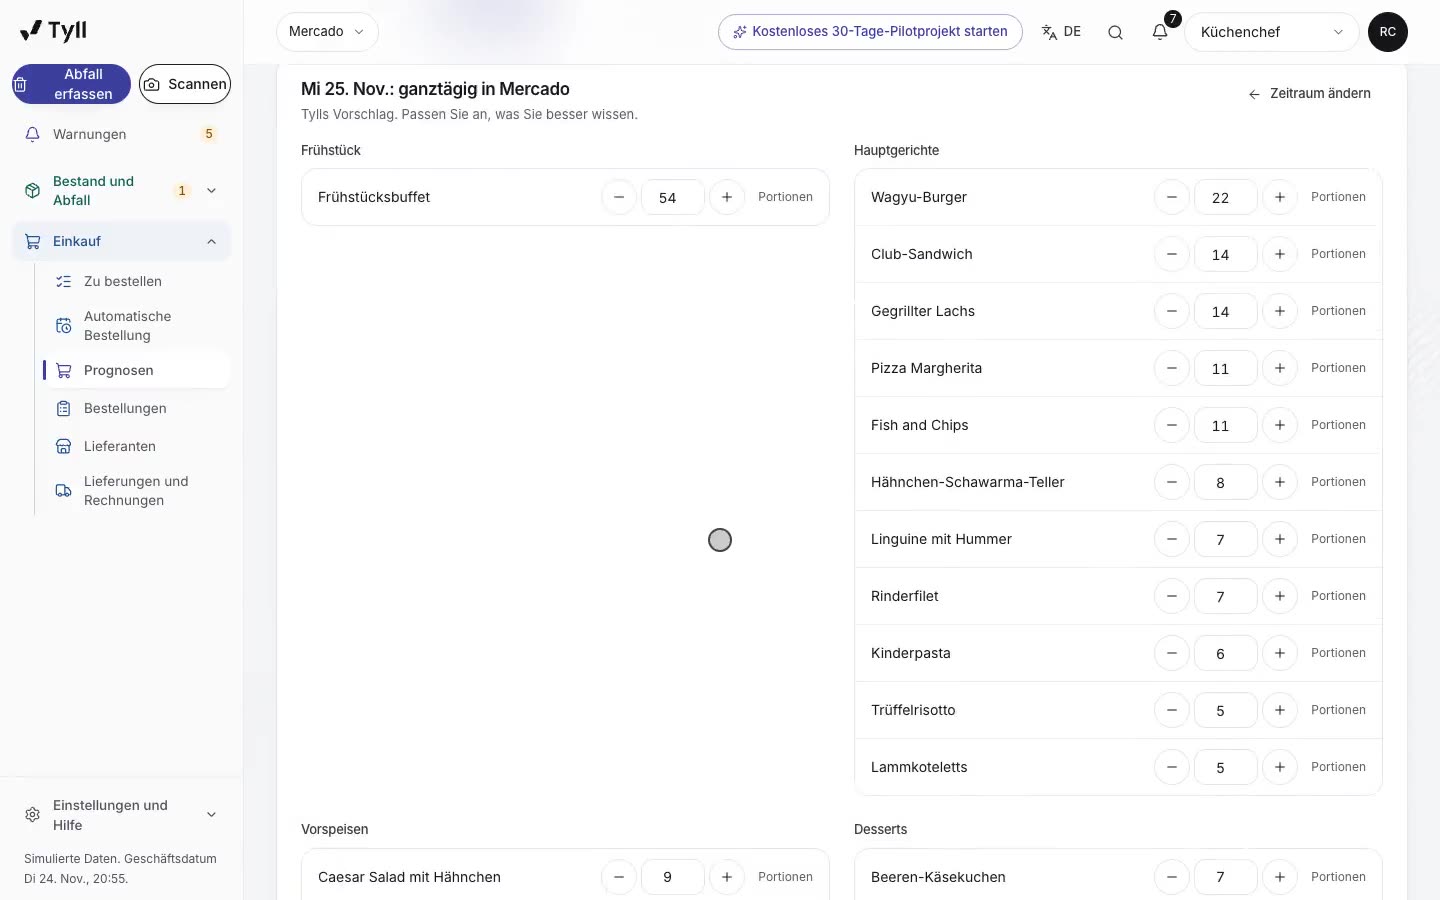 Tyll
Mercado
Kostenloses 30-Tage-Pilotprojekt starten
DE
7
Küchenchef
RC
Abfall erfassen
Scannen
Warnungen
5
Bestand und Abfall
1
Einkauf
Zu bestellen
Automatische Bestellung
Prognosen
Bestellungen
Lieferanten
Lieferungen und Rechnungen
Einstellungen und Hilfe
Simulierte Daten. Geschäftsdatum
Di 24. Nov., 20:55.
Mi 25. Nov.: ganztägig in Mercado
Zeitraum ändern
Tylls Vorschlag. Passen Sie an, was Sie besser wissen.
Frühstück
Frühstücksbuffet − 54 + Portionen
Hauptgerichte
Wagyu-Burger − 22 + Portionen
Club-Sandwich − 14 + Portionen
Gegrillter Lachs − 14 + Portionen
Pizza Margherita − 11 + Portionen
Fish and Chips − 11 + Portionen
Hähnchen-Schawarma-Teller − 8 + Portionen
Linguine mit Hummer − 7 + Portionen
Rinderfilet − 7 + Portionen
Kinderpasta − 6 + Portionen
Trüffelrisotto − 5 + Portionen
Lammkoteletts − 5 + Portionen
Vorspeisen
Caesar Salad mit Hähnchen − 9 + Portionen
Desserts
Beeren-Käsekuchen − 7 + Portionen